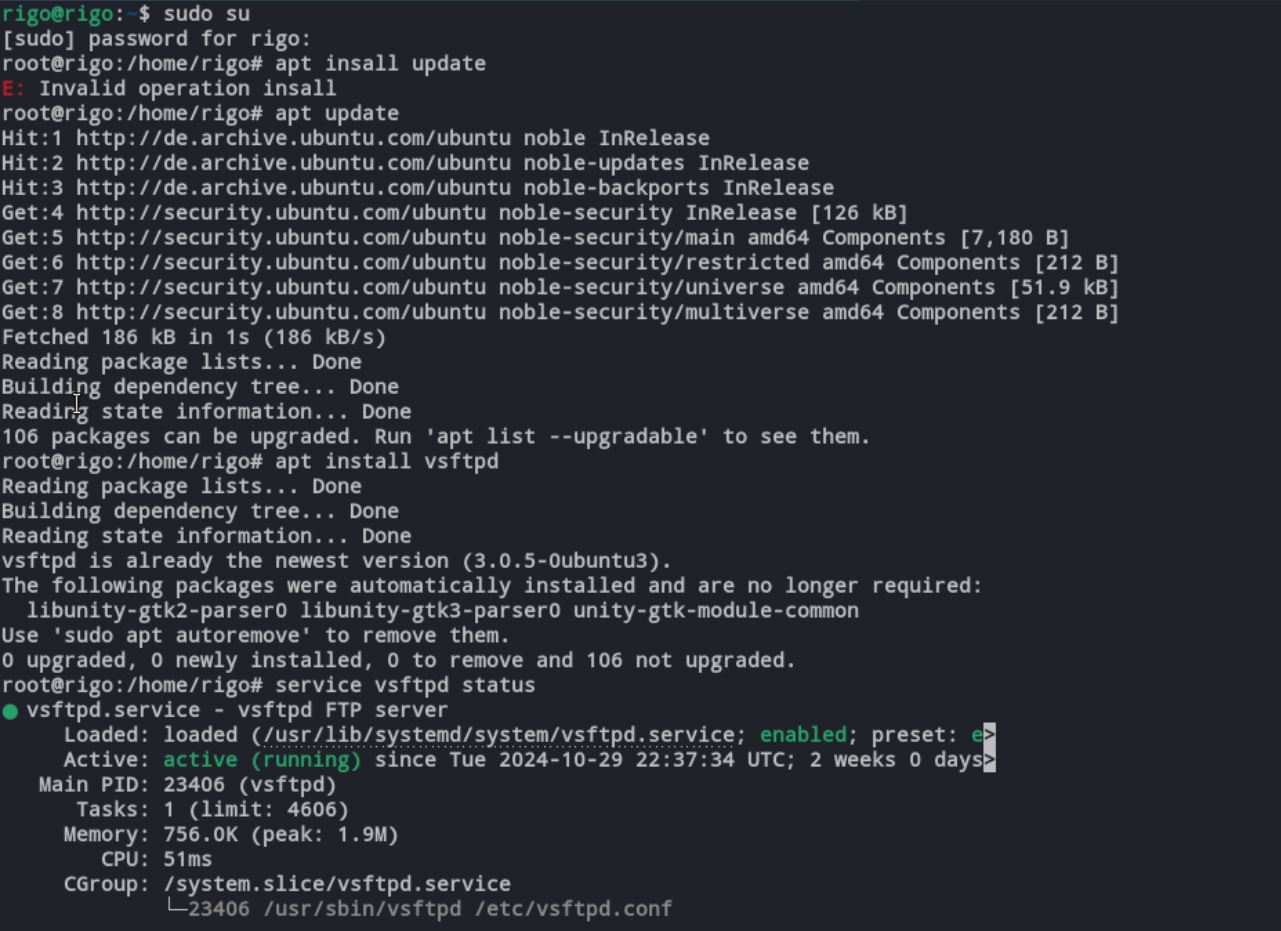 rigo@rigo:~$ sudo su
[sudo] password for rigo:
root@rigo:/home/rigo# apt insall update
E: Invalid operation insall
root@rigo:/home/rigo# apt update
Hit:1 http://de.archive.ubuntu.com/ubuntu noble InRelease
Hit:2 http://de.archive.ubuntu.com/ubuntu noble-updates InRelease
Hit:3 http://de.archive.ubuntu.com/ubuntu noble-backports InRelease
Get:4 http://security.ubuntu.com/ubuntu noble-security InRelease [126 kB]
Get:5 http://security.ubuntu.com/ubuntu noble-security/main amd64 Components [7,180 B]
Get:6 http://security.ubuntu.com/ubuntu noble-security/restricted amd64 Components [212 B]
Get:7 http://security.ubuntu.com/ubuntu noble-security/universe amd64 Components [51.9 kB]
Get:8 http://security.ubuntu.com/ubuntu noble-security/multiverse amd64 Components [212 B]
Fetched 186 kB in 1s (186 kB/s)
Reading package lists... Done
Building dependency tree... Done
Reading state information... Done
106 packages can be upgraded. Run 'apt list --upgradable' to see them.
root@rigo:/home/rigo# apt install vsftpd
Reading package lists... Done
Building dependency tree... Done
Reading state information... Done
vsftpd is already the newest version (3.0.5-0ubuntu3).
The following packages were automatically installed and are no longer required:
  libunity-gtk2-parser0 libunity-gtk3-parser0 unity-gtk-module-common
Use 'sudo apt autoremove' to remove them.
0 upgraded, 0 newly installed, 0 to remove and 106 not upgraded.
root@rigo:/home/rigo# service vsftpd status
● vsftpd.service - vsftpd FTP server
     Loaded: loaded (/usr/lib/systemd/system/vsftpd.service; enabled; preset: e>
     Active: active (running) since Tue 2024-10-29 22:37:34 UTC; 2 weeks 0 days>
   Main PID: 23406 (vsftpd)
      Tasks: 1 (limit: 4606)
     Memory: 756.0K (peak: 1.9M)
        CPU: 51ms
     CGroup: /system.slice/vsftpd.service
             └─23406 /usr/sbin/vsftpd /etc/vsftpd.conf